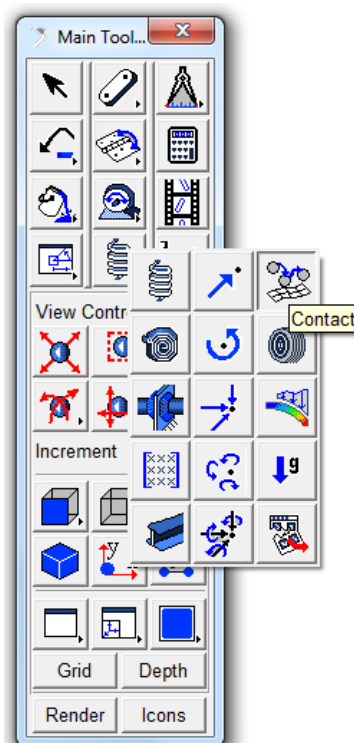 Main Tool...
View Contr
Contact
Increment
g
y
Grid Depth
Render Icons